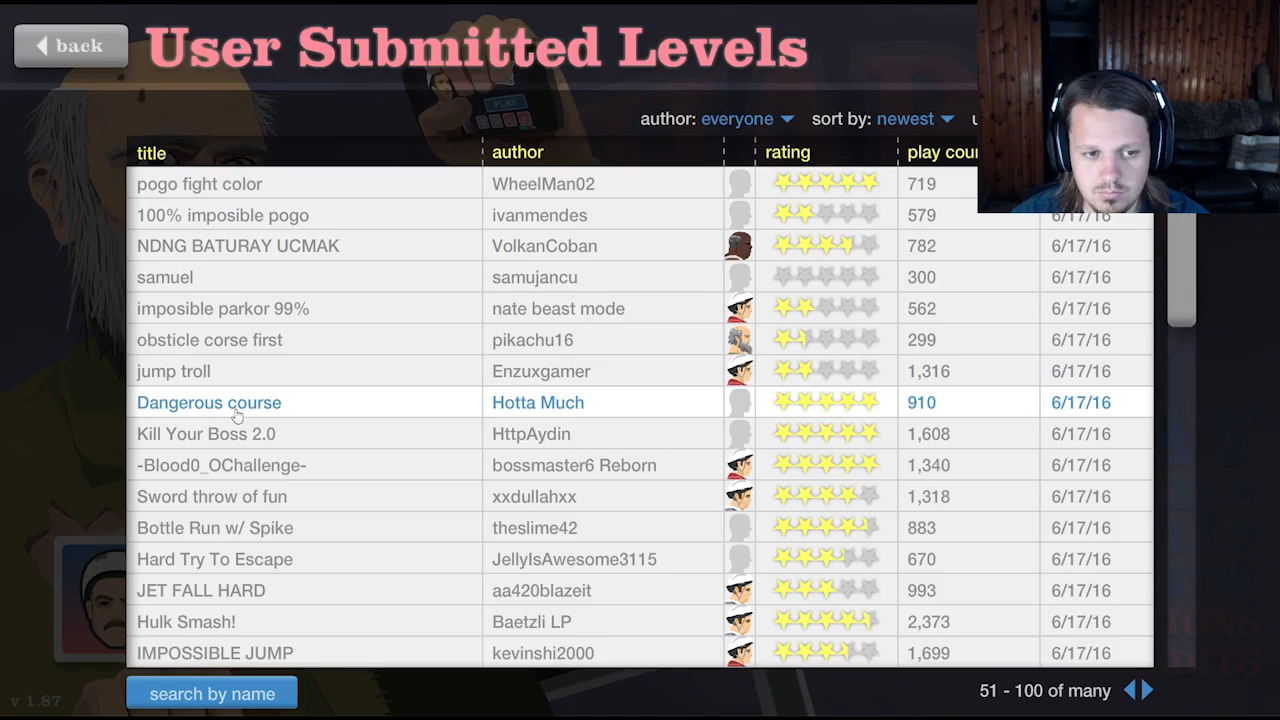 back
User Submitted Levels
PLAY
author: everyone sort by: newest u
title author rating play cour
pogo fight color WheelMan02 719
100% imposible pogo ivanmendes 579 6/17/16
NDNG BATURAY UCMAK VolkanCoban 782 6/17/16
samuel samujancu 300 6/17/16
imposible parkor 99% nate beast mode 562 6/17/16
obsticle corse first pikachu16 299 6/17/16
jump troll Enzuxgamer 1,316 6/17/16
Dangerous course Hotta Much 910 6/17/16
Kill Your Boss 2.0 HttpAydin 1,608 6/17/16
-Blood0_OChallenge- bossmaster6 Reborn 1,340 6/17/16
Sword throw of fun xxdullahxx 1,318 6/17/16
Bottle Run w/ Spike theslime42 883 6/17/16
Hard Try To Escape JellyIsAwesome3115 670 6/17/16
JET FALL HARD aa420blazeit 993 6/17/16
Hulk Smash! Baetzli LP 2,373 6/17/16
IMPOSSIBLE JUMP kevinshi2000 1,699 6/17/16
search by name 51 - 100 of many
v 1.87